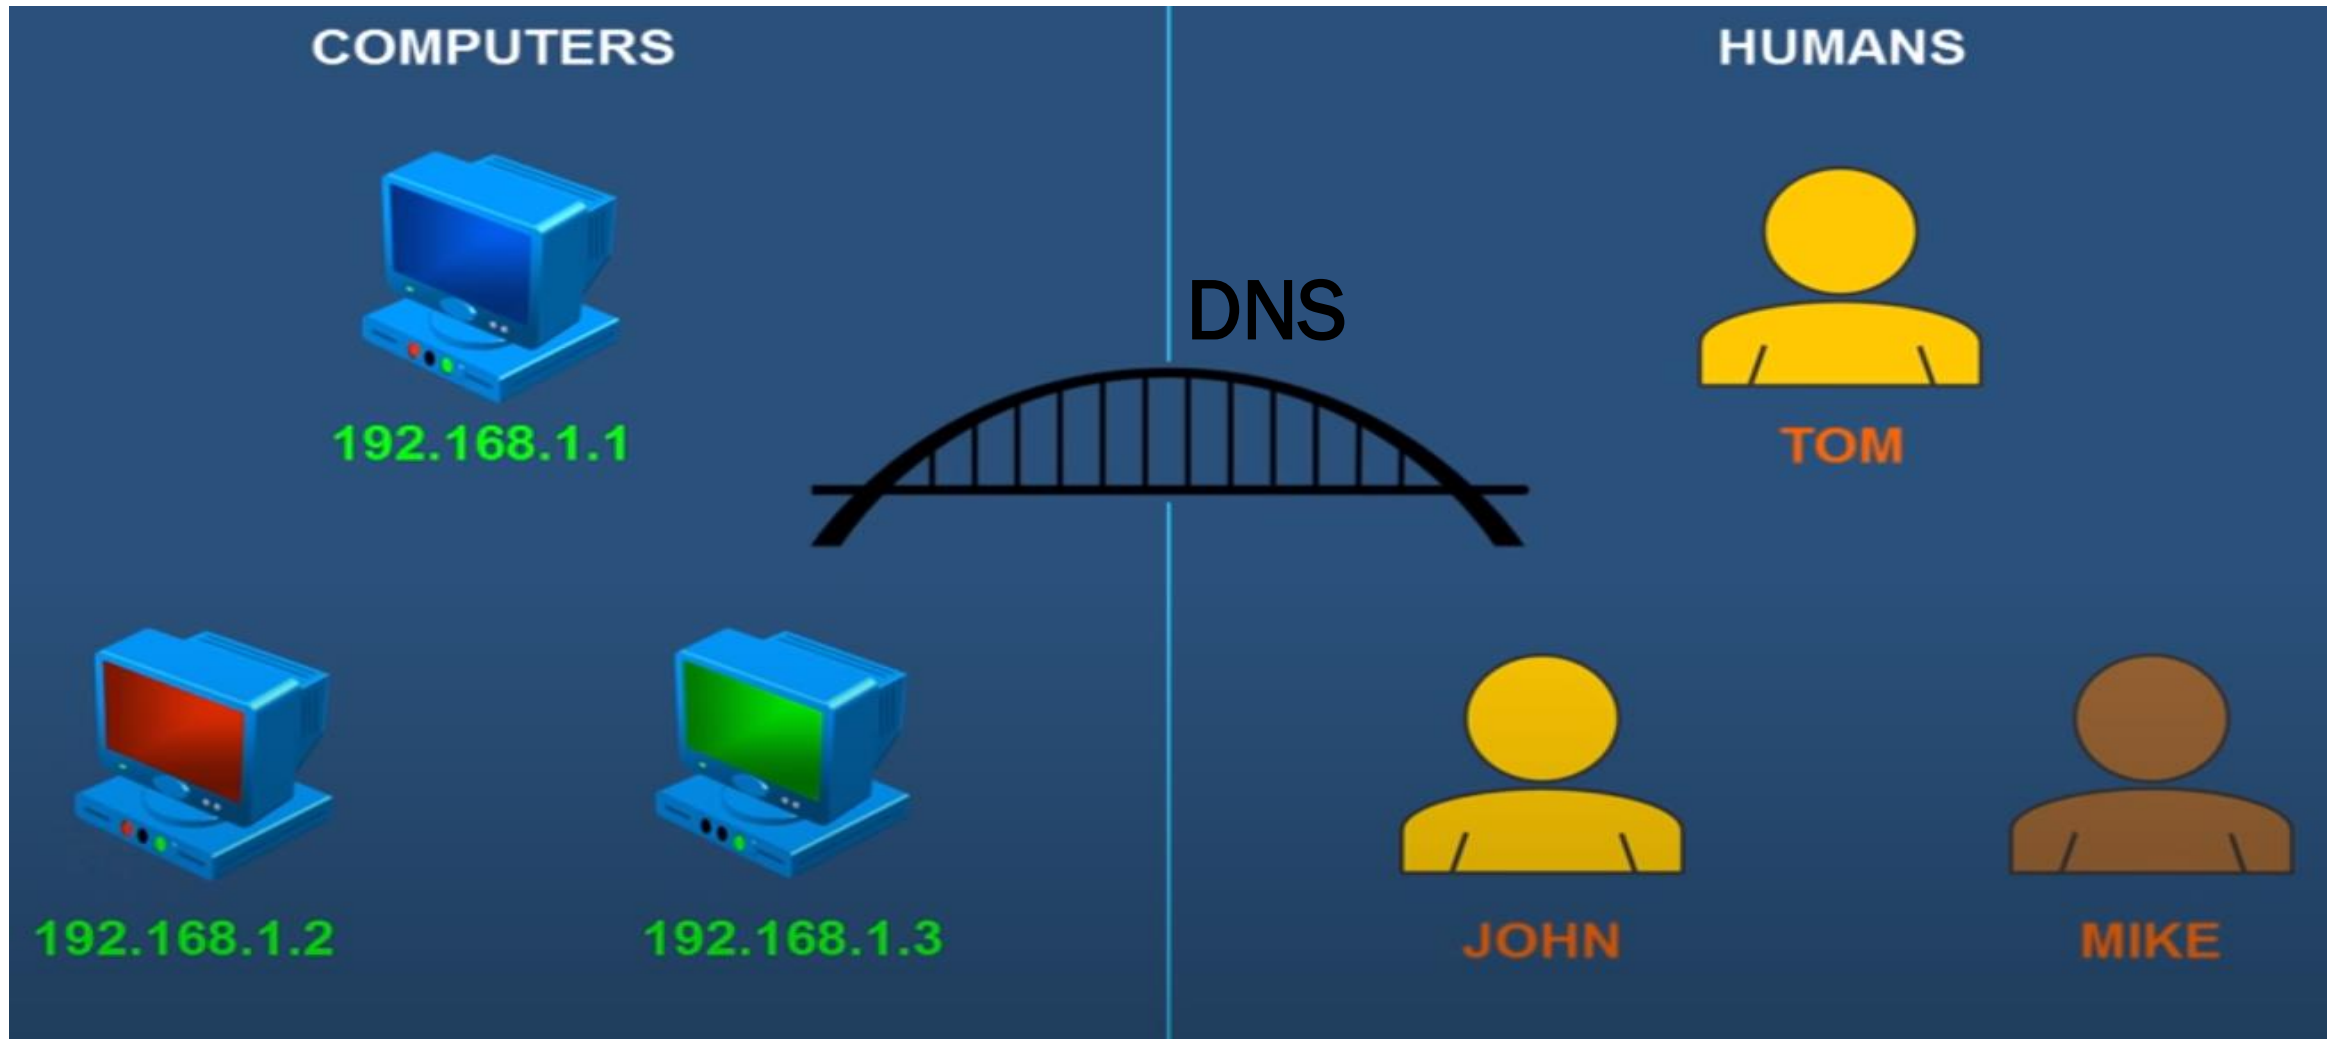 COMPUTERS
HUMANS
DNS
192.168.1.1
TOM
192.168.1.2
192.168.1.3
JOHN
MIKE